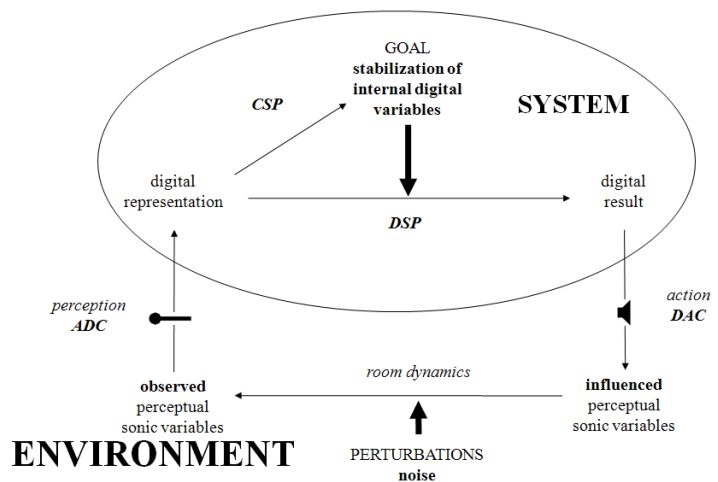 GOAL
stabilization of
internal digital
variables
CSP
SYSTEM
digital
representation
digital
result
DSP
perception
ADC
action
DAC
room dynamics
observed
perceptual
sonic variables
influenced
perceptual
sonic variables
ENVIRONMENT
PERTURBATIONS
noise